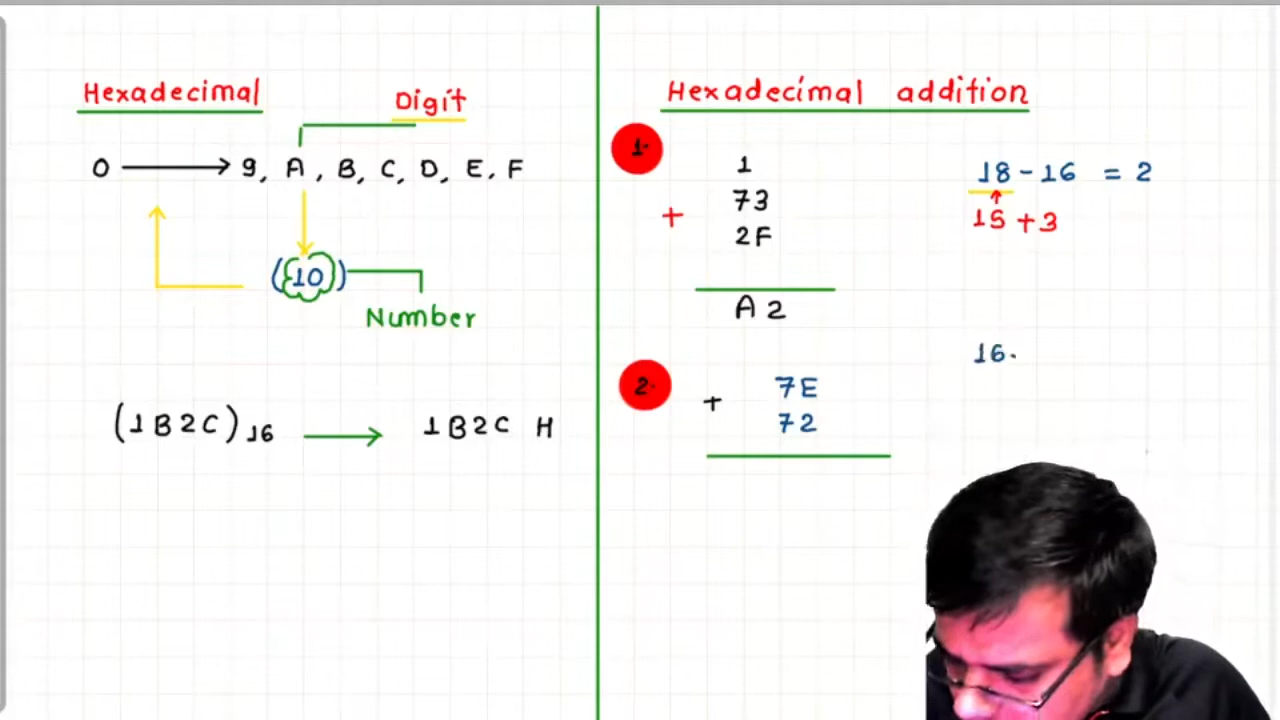 Hexadecimal
Digit
0 → 9, A, B, C, D, E, F
(10)
Number
(1B2C)16 → 1B2C H
Hexadecimal addition
1.
1
73
+
2F
A2
18 - 16 = 2
15 + 3
16.
2.
+ 7E
72